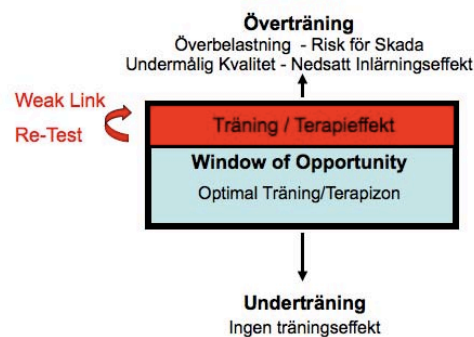 Överträning
Överbelastning - Risk för Skada
Undermålig Kvalitet - Nedsatt Inlärningseffekt
Weak Link
Re-Test
Träning / Terapieffekt
Window of Opportunity
Optimal Träning/Terapizon
Underträning
Ingen träningseffekt